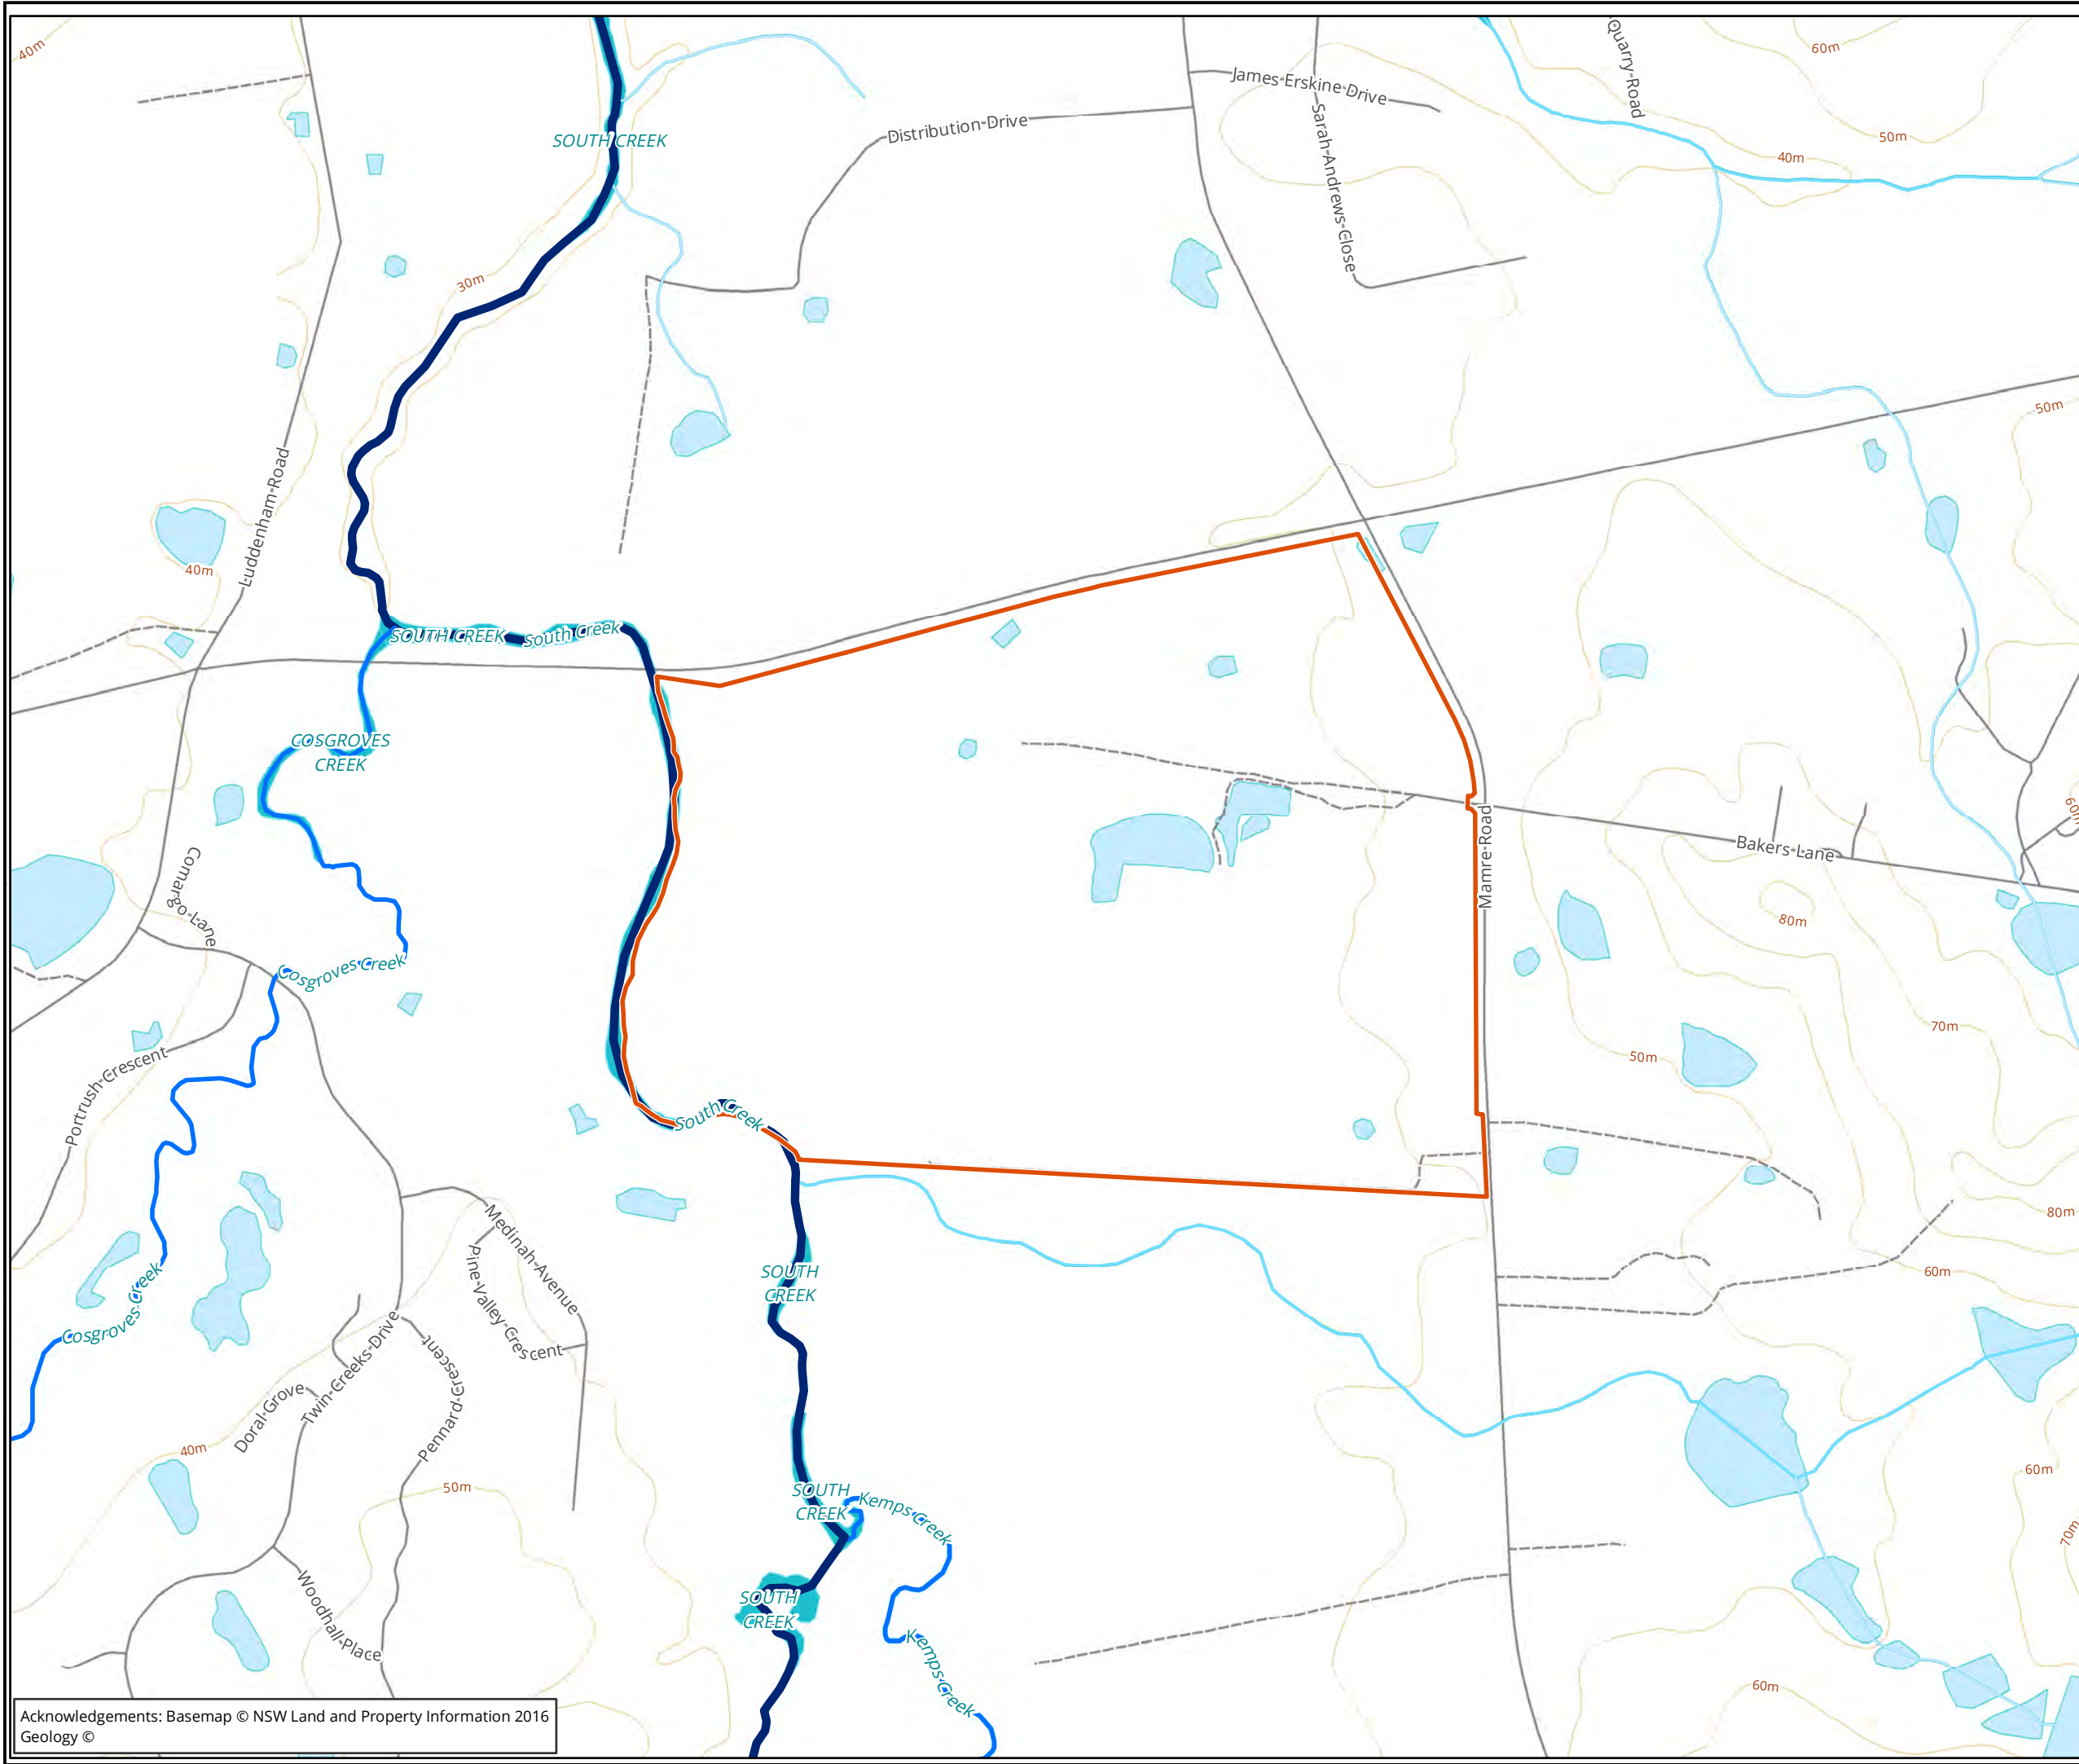 40m
60m
Quarry Road
James Erskine Drive
Distribution Drive
Sarah Andrews Close
50m
40m
SOUTH CREEK
30m
50m
Luddenham Road
40m
SOUTH CREEK
South Creek
COSGROVES
CREEK
60m
Mamre Road
Bakers Lane
Comargo Lane
80m
Cosgroves Creek
70m
50m
Portrush Crescent
South Creek
80m
Medinah Avenue
Pine Valley Crescent
SOUTH
CREEK
60m
Cosgroves Creek
Twin Creeks Drive
Pennard Crescent
Doral Grove
40m
50m
60m
SOUTH
CREEK
Kemps Creek
70m
SOUTH
CREEK
Woodhall Place
Kemps Creek
60m
Acknowledgements: Basemap © NSW Land and Property Information 2016
Geology ©